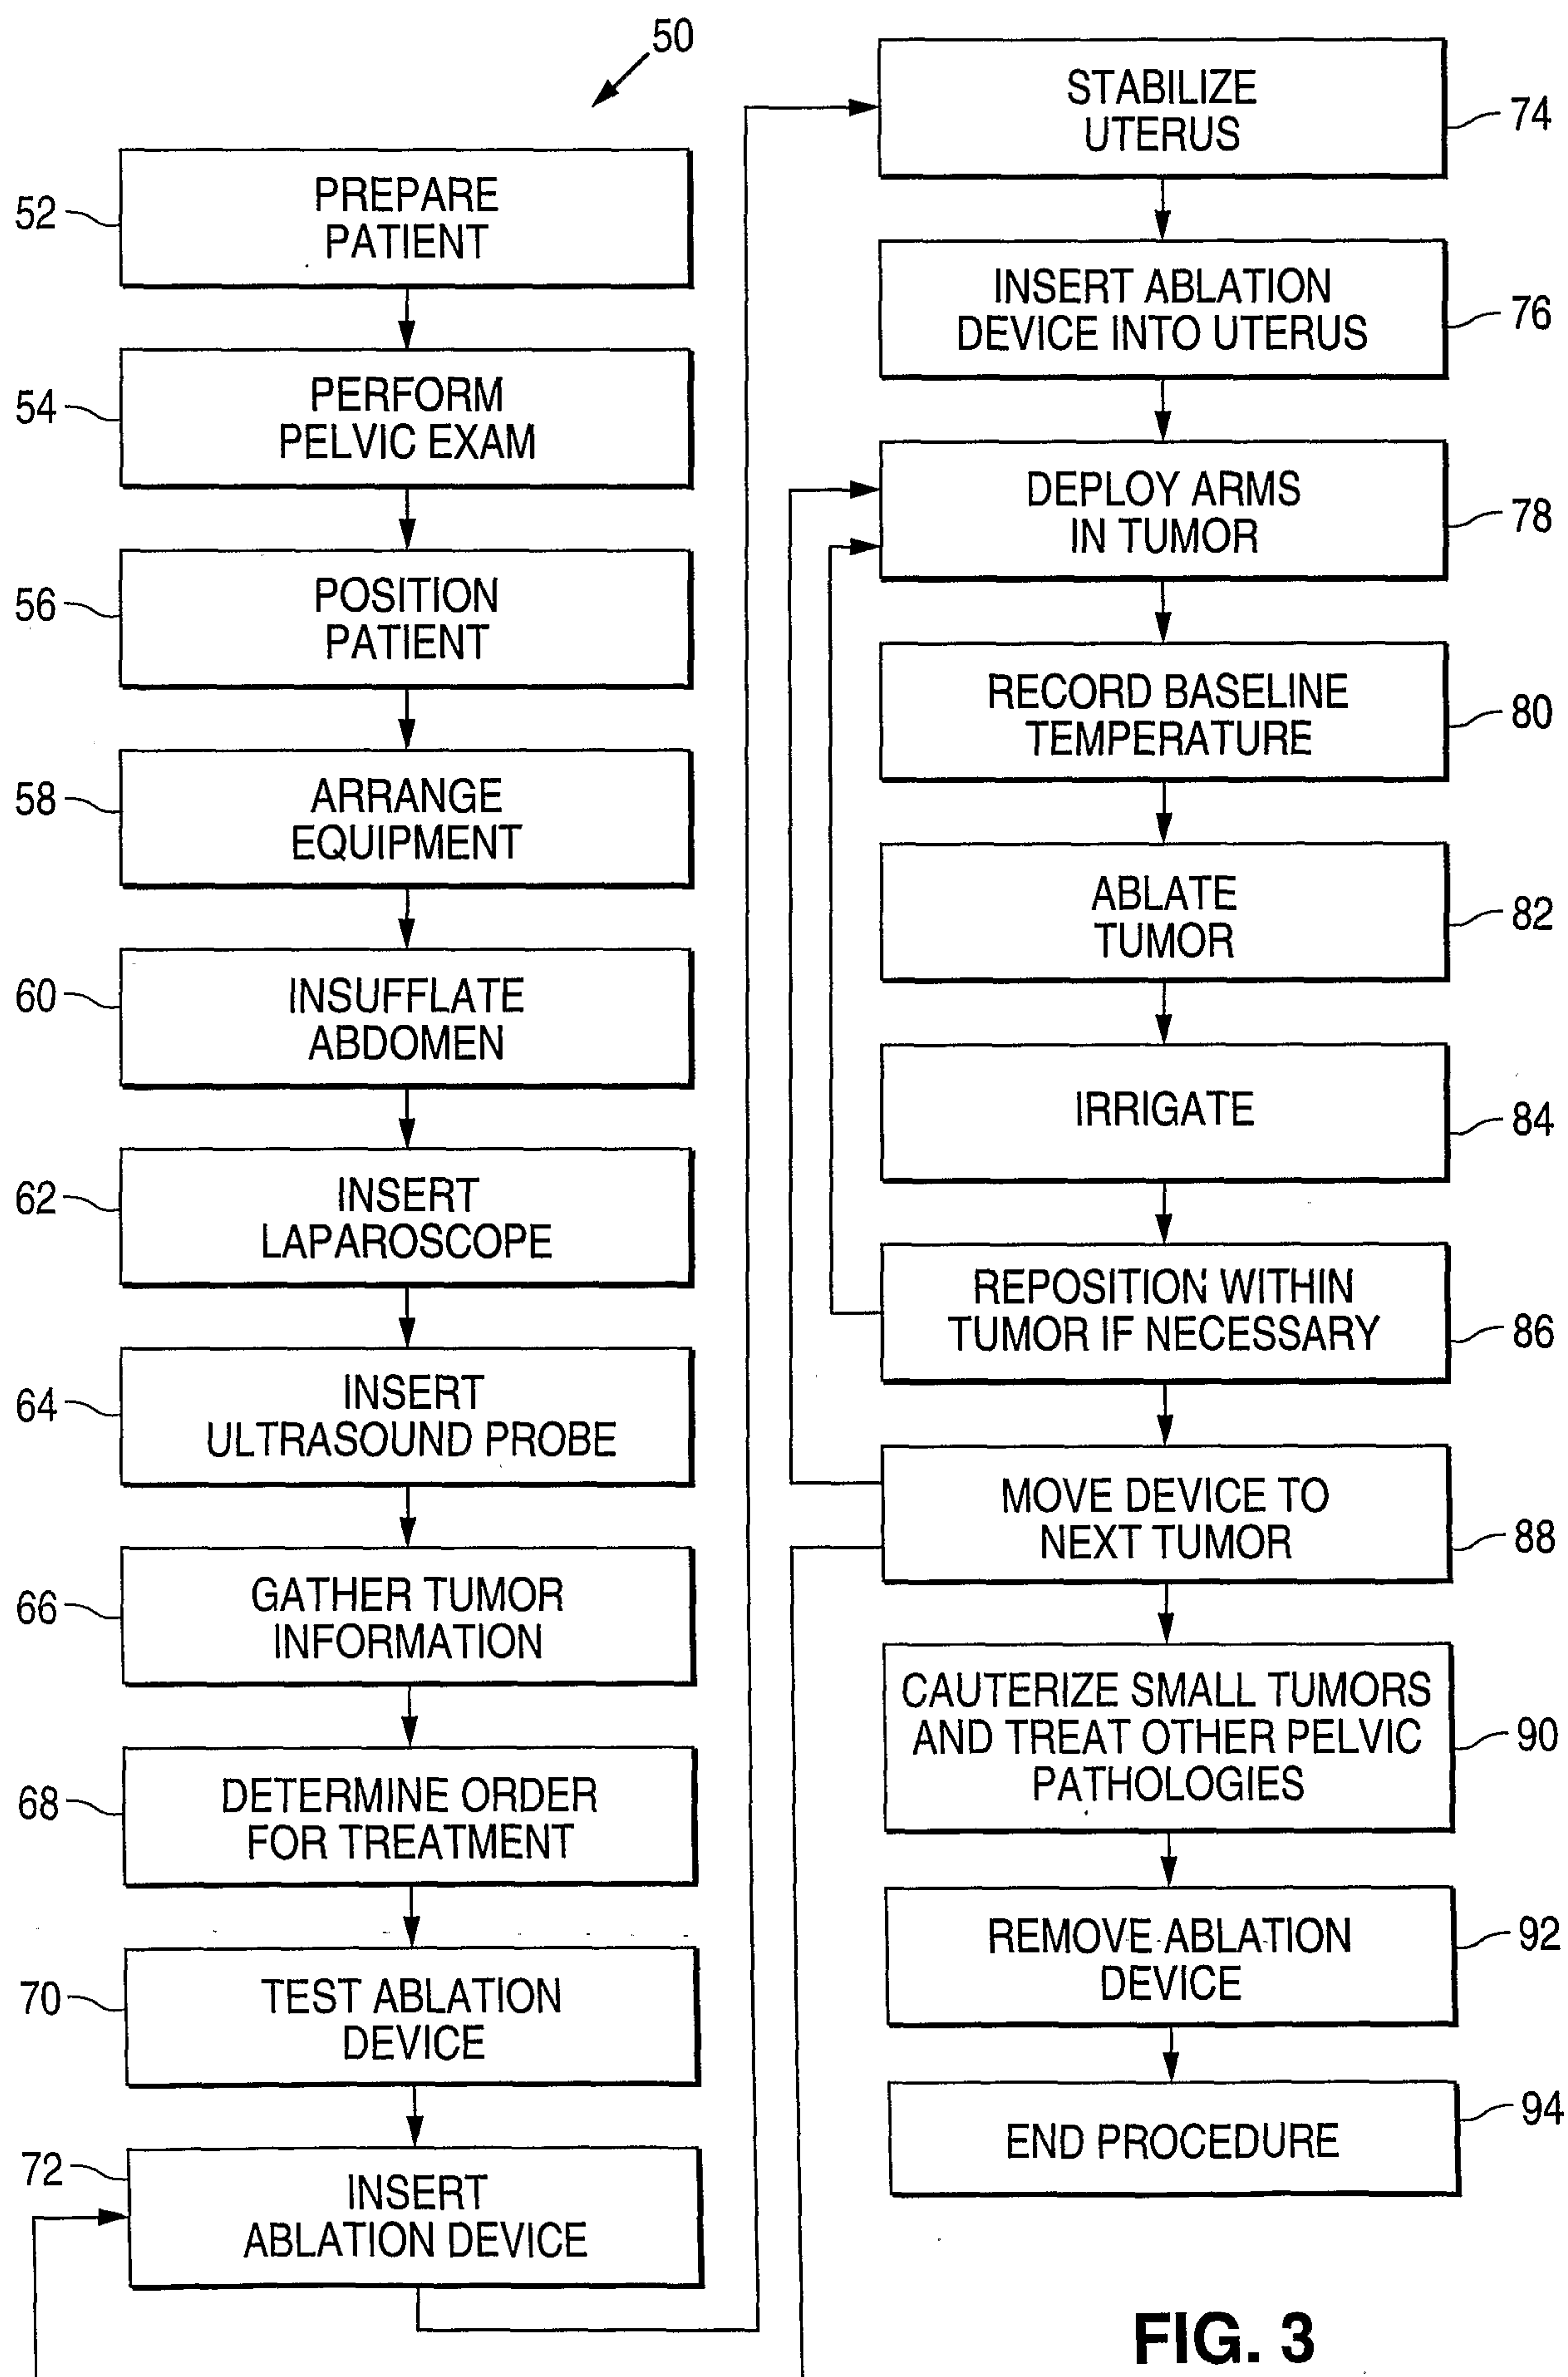 50
52
PREPARE
PATIENT
54
PERFORM
PELVIC EXAM
56
POSITION
PATIENT
58
ARRANGE
EQUIPMENT
60
INSUFFLATE
ABDOMEN
62
INSERT
LAPAROSCOPE
64
INSERT
ULTRASOUND PROBE
66
GATHER TUMOR
INFORMATION
68
DETERMINE ORDER
FOR TREATMENT
70
TEST ABLATION
DEVICE
72
INSERT
ABLATION DEVICE
STABILIZE
UTERUS
74
INSERT ABLATION
DEVICE INTO UTERUS
76
DEPLOY ARMS
IN TUMOR
78
RECORD BASELINE
TEMPERATURE
80
ABLATE
TUMOR
82
IRRIGATE
84
REPOSITION WITHIN
TUMOR IF NECESSARY
86
MOVE DEVICE TO
NEXT TUMOR
88
CAUTERIZE SMALL TUMORS
AND TREAT OTHER PELVIC
PATHOLOGIES
90
REMOVE ABLATION
DEVICE
92
END PROCEDURE
94
FIG. 3